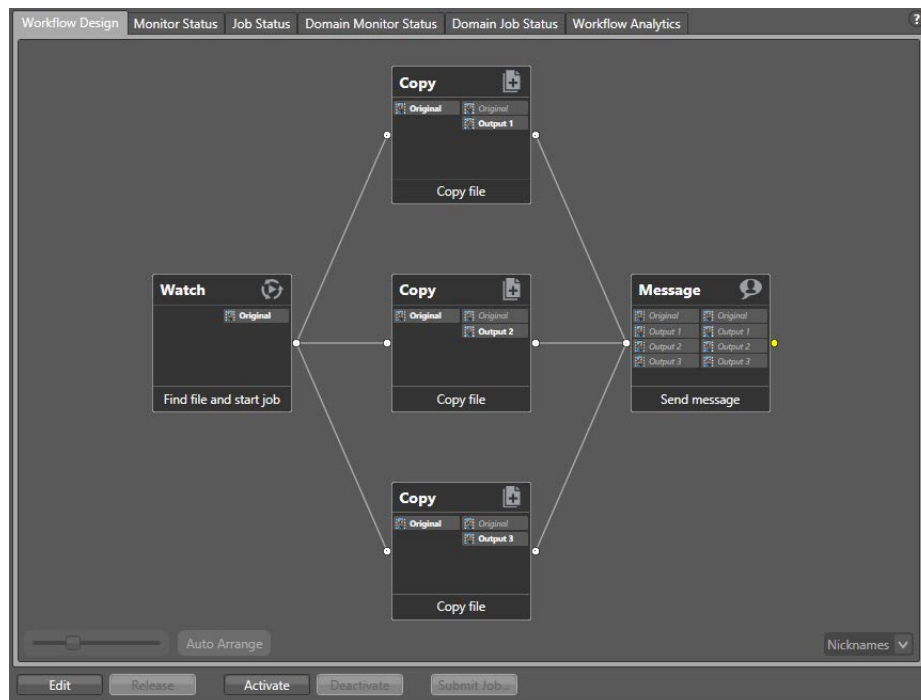 Workflow Design Monitor Status Job Status Domain Monitor Status Domain Job Status Workflow Analytics ?
Copy
Original Original
Output 1
Copy file
Watch
Original
Find file and start job
Copy
Original Original
Output 2
Copy file
Message
Original Original
Output 1 Output 1
Output 2 Output 2
Output 3 Output 3
Send message
Copy
Original Original
Output 3
Copy file
Auto Arrange
Nicknames
Edit Release Activate Deactivate Submit Job...